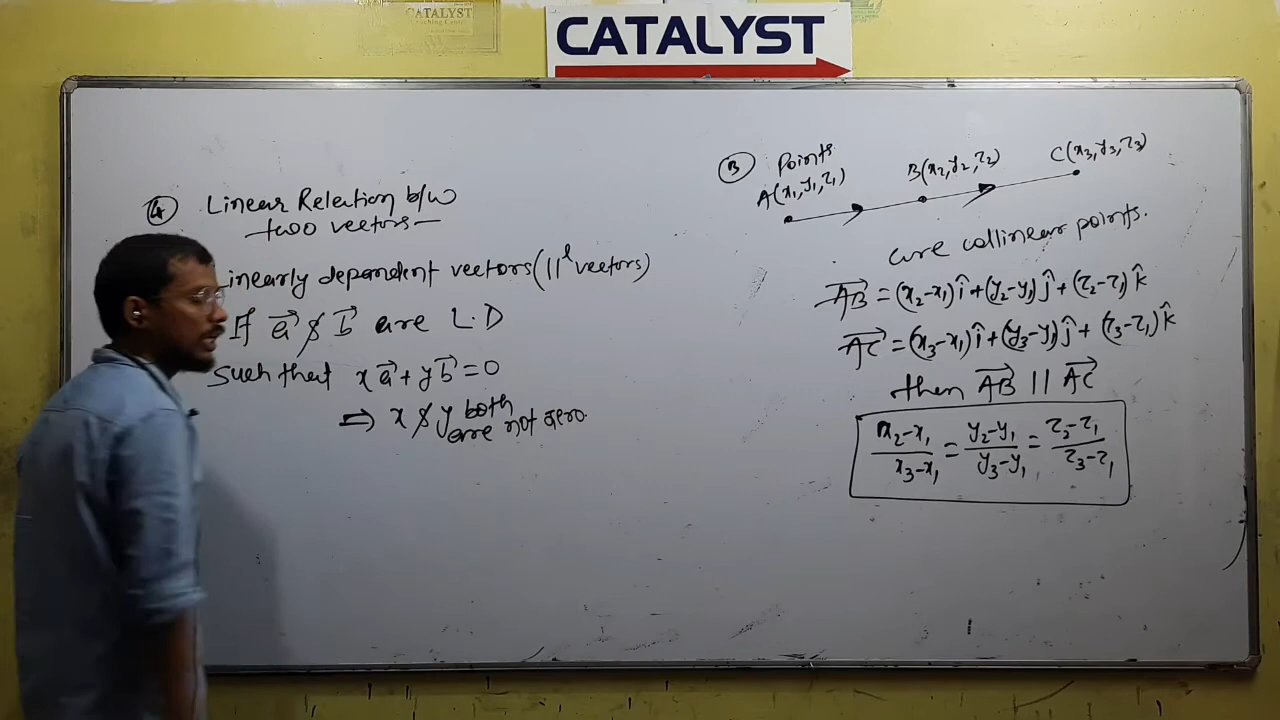 CATALYST
CATALYST
Teaching Centre
④ Linear Relation b/w
two vectors —
Linearly dependent vectors (||ˡ vectors)
If a⃗ & b⃗ are L.D
Such that x a⃗ + y b⃗ = 0
⇒ x & y both
are not zero.
③ Points
A(x₁, y₁, z₁) B(x₂, y₂, z₂) C(x₃, y₃, z₃)
are collinear points.
AB⃗ = (x₂-x₁)î + (y₂-y₁)ĵ + (z₂-z₁)k̂
AC⃗ = (x₃-x₁)î + (y₃-y₁)ĵ + (z₃-z₁)k̂
then AB⃗ || AC⃗
x₂-x₁/x₃-x₁ = y₂-y₁/y₃-y₁ = z₂-z₁/z₃-z₁